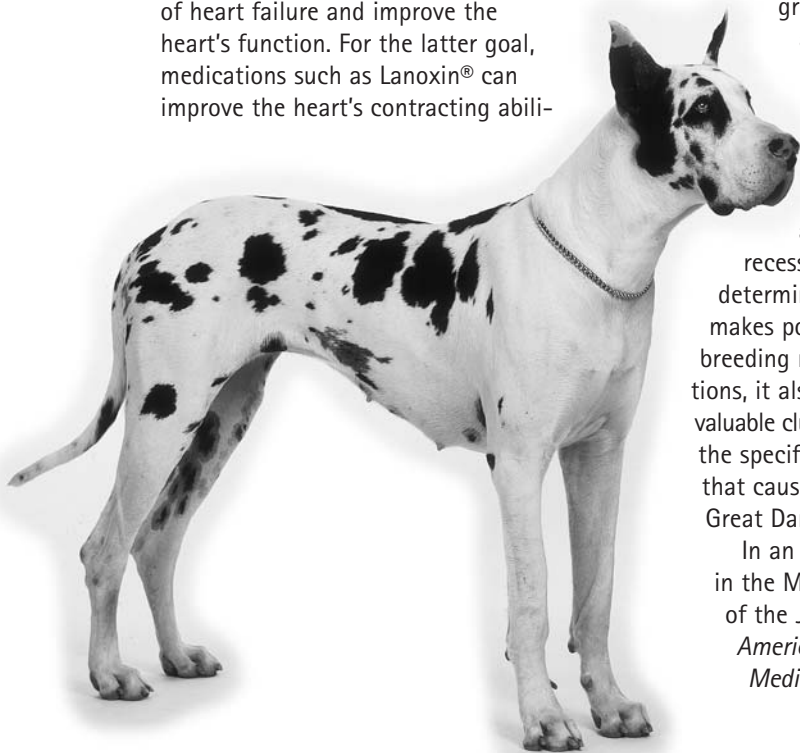 of heart failure and improve the
heart's function. For the latter goal,
medications such as Lanoxin® can
improve the heart's contracting abili-
gr
recess
determin
makes po
breeding r
tions, it als
valuable clu
the specif
that caus
Great Dan
In an
in the M
of the J
Americ
Medi